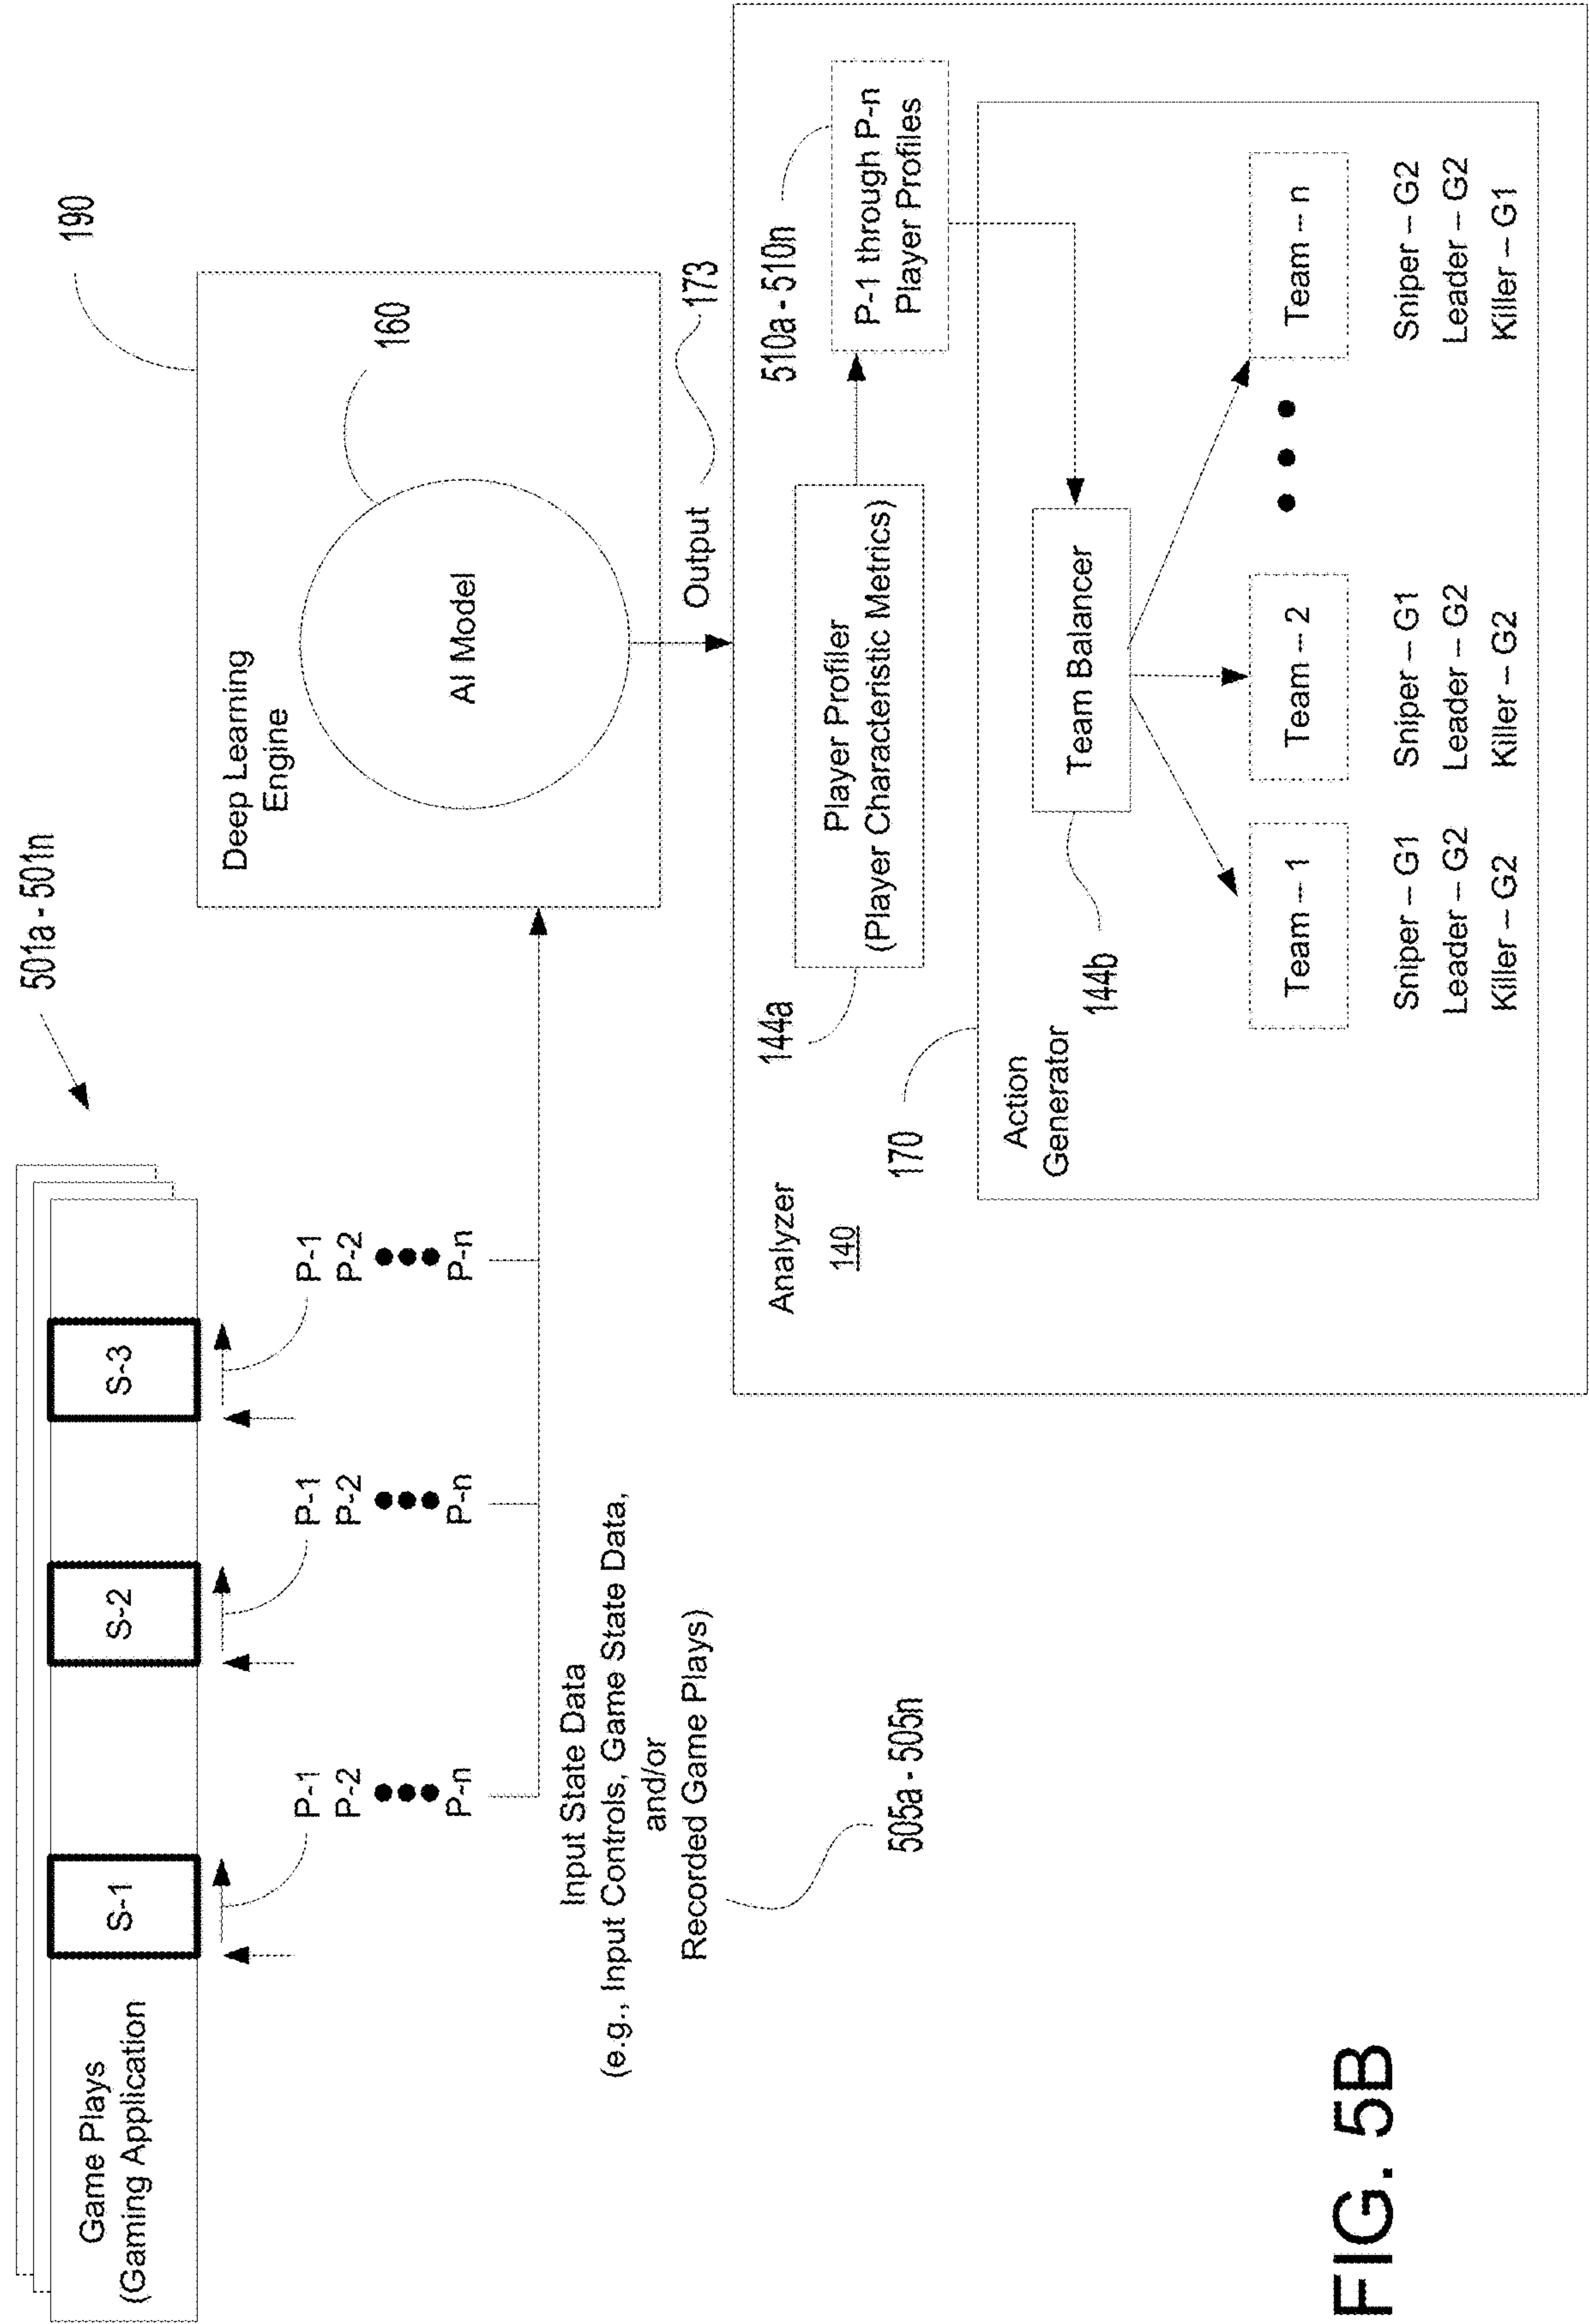 501a - 501n
Game Plays
(Gaming Application
S-1
S-2
S-3
P-1
P-2
P-n
P-1
P-2
P-n
P-1
P-2
P-n
Input State Data
(e.g., Input Controls, Game State Data,
and/or
Recorded Game Plays)
505a - 505n
190
Deep Learning
Engine
160
AI Model
Output
173
Analyzer
140
144a
Player Profiler
(Player Characteristic Metrics)
510a - 510n
P-1 through P-n
Player Profiles
170
Action
Generator
144b
Team Balancer
Team – 1
Sniper – G1
Leader – G2
Killer – G2
Team – 2
Sniper – G1
Leader – G2
Killer – G2
Team – n
Sniper – G2
Leader – G2
Killer – G1
FIG. 5B